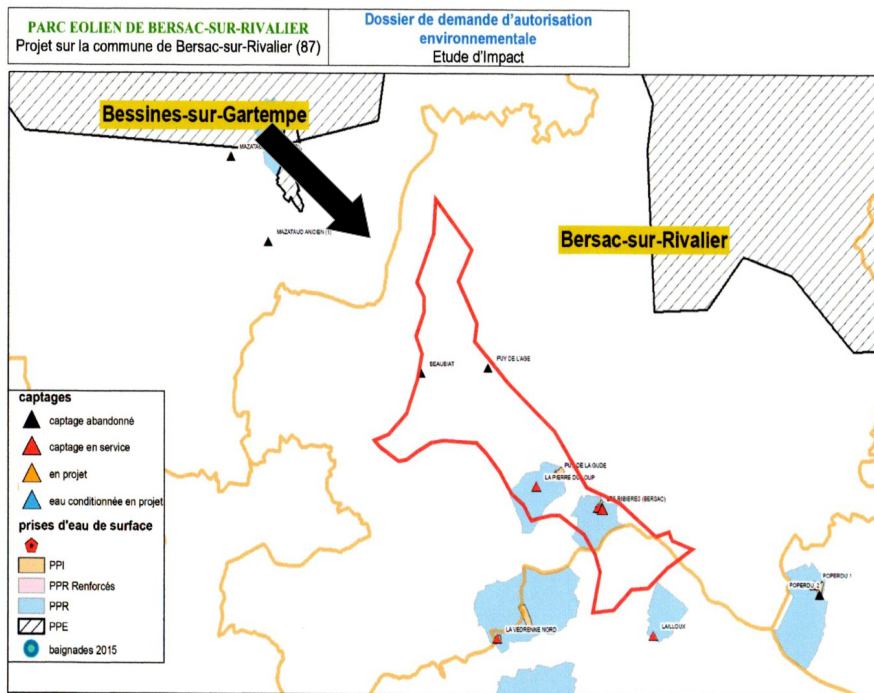 PARC EOLIEN DE BERSAC-SUR-RIVALIER
Projet sur la commune de Bersac-sur-Rivalier (87)
Dossier de demande d'autorisation
environnementale
Etude d'Impact
Bessines-sur-Gartempe
MAZATAUD
MAZATAUD ANCIEN (1)
Bersac-sur-Rivalier
BEAUBIAT
PUY DE L'AGE
captages
captage abandonné
captage en service
en projet
eau conditionnée en projet
prises d'eau de surface
PPI
PPR Renforcés
PPR
PPE
baignades 2015
PUY DE LA GUDE
LA PIERRE DU LOUP
RIBIERES (BERSAC)
POPERDU 1
POPERDU_2
LA VEDRENNE NORD
LAILLOUX